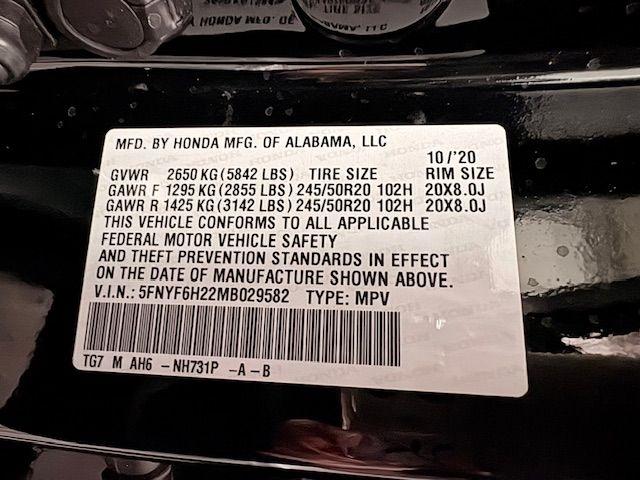 MFD. BY HONDA MFG. OF ALABAMA, LLC
10/'20
GVWR 2650 KG (5842 LBS) TIRE SIZE RIM SIZE
GAWR F 1295 KG (2855 LBS) 245/50R20 102H 20X8.0J
GAWR R 1425 KG (3142 LBS) 245/50R20 102H 20X8.0J
THIS VEHICLE CONFORMS TO ALL APPLICABLE
FEDERAL MOTOR VEHICLE SAFETY
AND THEFT PREVENTION STANDARDS IN EFFECT
ON THE DATE OF MANUFACTURE SHOWN ABOVE.
V.I.N.: 5FNYF6H22MB029582 TYPE: MPV
TG7 M AH6 -NH731P -A-B